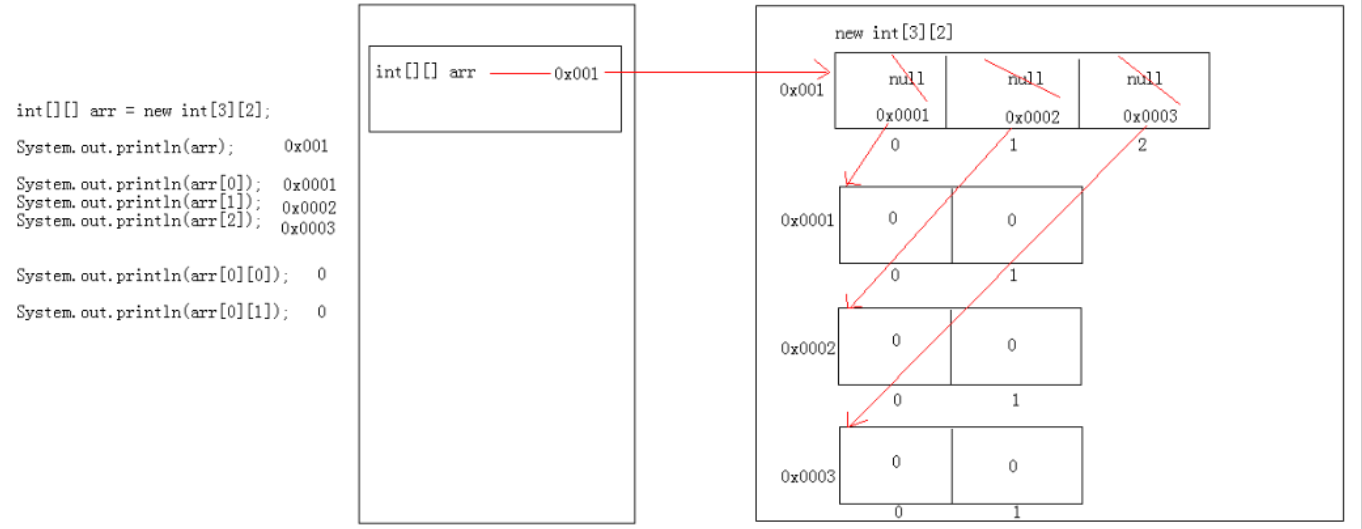 int[][] arr = new int[3][2];
System.out.println(arr); 0x001
System.out.println(arr[0]); 0x0001
System.out.println(arr[1]); 0x0002
System.out.println(arr[2]); 0x0003
System.out.println(arr[0][0]); 0
System.out.println(arr[0][1]); 0
int[][] arr 0x001
new int[3][2]
0x001
null null null
0x0001 0x0002 0x0003
0 1 2
0x0001 0 0
0 1
0x0002 0 0
0 1
0x0003 0 0
0 1